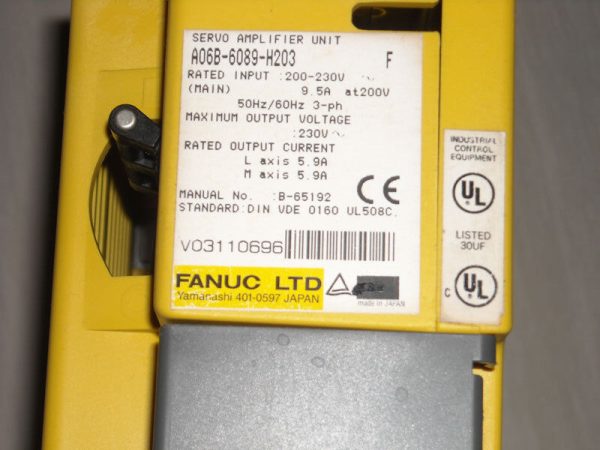 SERVO AMPLIFIER UNIT
A06B-6089-H203 F
RATED INPUT :200-230V ~
(MAIN) 9.5A at200V
50Hz/60Hz 3-ph
MAXIMUM OUTPUT VOLTAGE
:230V~
RATED OUTPUT CURRENT
L axis 5.9A
M axis 5.9A
MANUAL No. :B-65192
CE
STANDARD:DIN VDE 0160 UL508C.
V03110696
FANUC LTD
Yamanashi 401-0597 JAPAN
made in JAPAN
INDUSTRIAL
CONTROL
EQUIPMENT
UL
LISTED
30UF
C UL